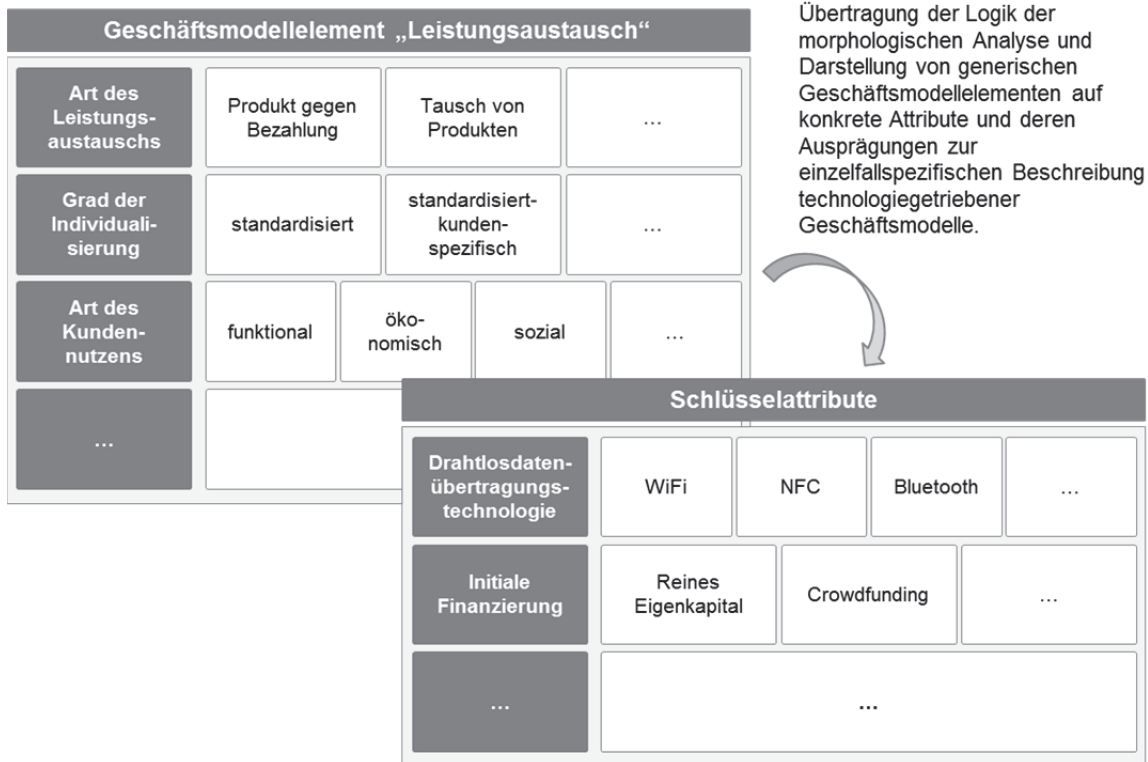 Geschäftsmodellelement „Leistungsaustausch“
Art des
Leistungs-
austauschs
Produkt gegen
Bezahlung
Tausch von
Produkten
…
Grad der
Individuali-
sierung
standardisiert
standardisiert-
kunden-
spezifisch
…
Art des
Kunden-
nutzens
funktional
öko-
nomisch
sozial
…
…
Übertragung der Logik der
morphologischen Analyse und
Darstellung von generischen
Geschäftsmodellelementen auf
konkrete Attribute und deren
Ausprägungen zur
einzelfallspezifischen Beschreibung
technologiegetriebener
Geschäftsmodelle.
Schlüsselattribute
Drahtlosdaten-
übertragungs-
technologie
WiFi
NFC
Bluetooth
…
Initiale
Finanzierung
Reines
Eigenkapital
Crowdfunding
…
…
…